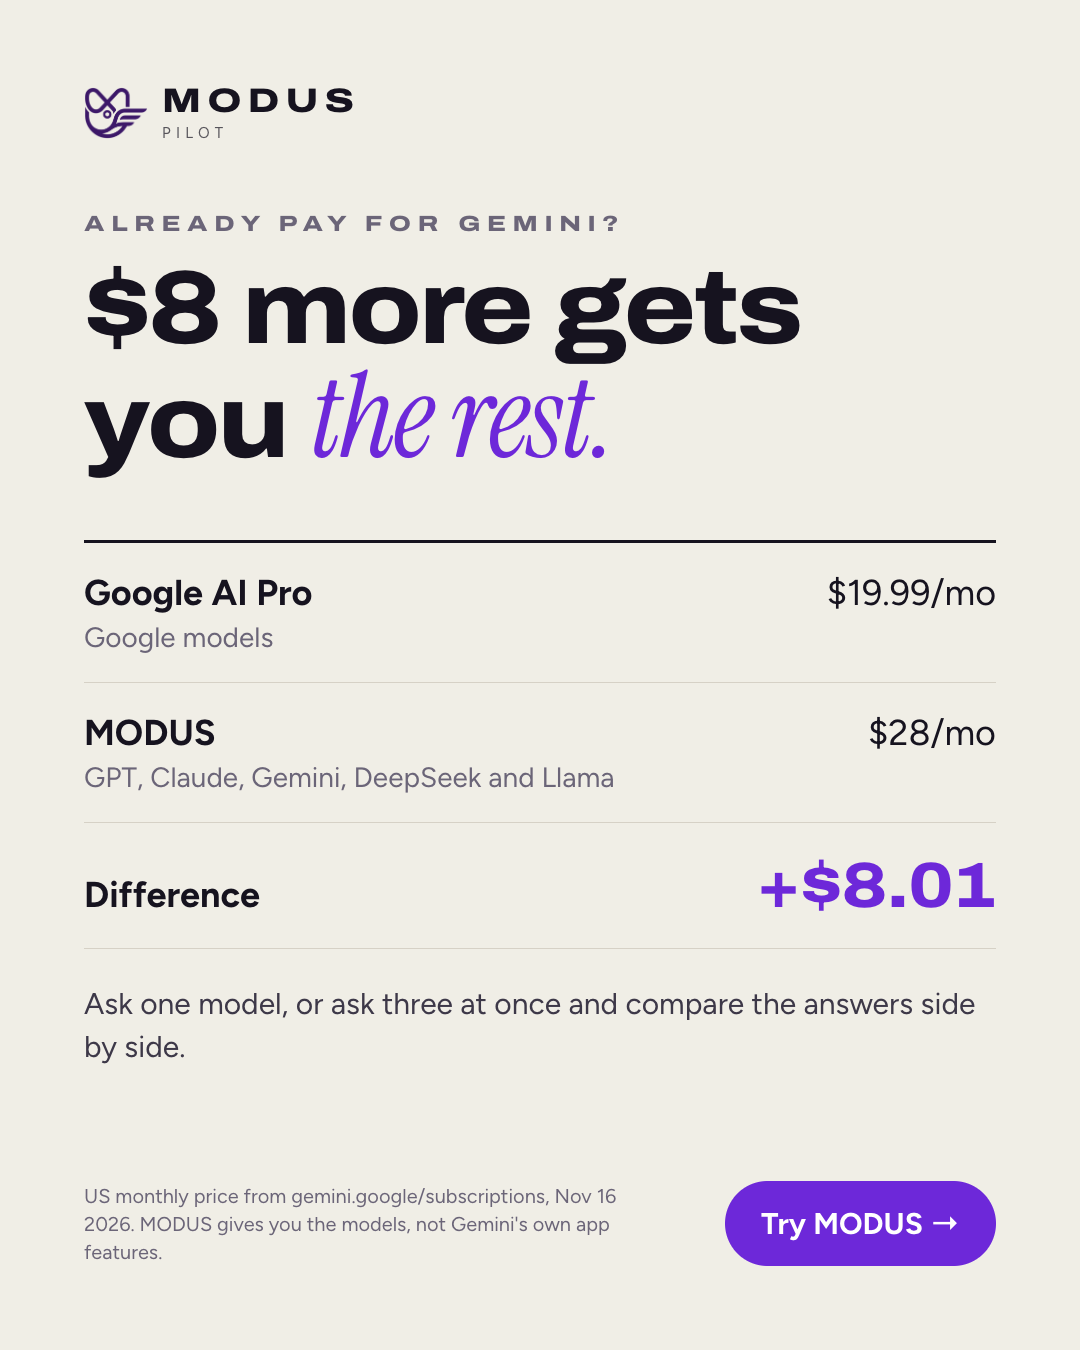 MODUS
PILOT
ALREADY PAY FOR GEMINI?
$8 more gets
you the rest.
Google AI Pro $19.99/mo
Google models
MODUS $28/mo
GPT, Claude, Gemini, DeepSeek and Llama
Difference +$8.01
Ask one model, or ask three at once and compare the answers side
by side.
US monthly price from gemini.google/subscriptions, Nov 16
2026. MODUS gives you the models, not Gemini's own app
features.
Try MODUS →